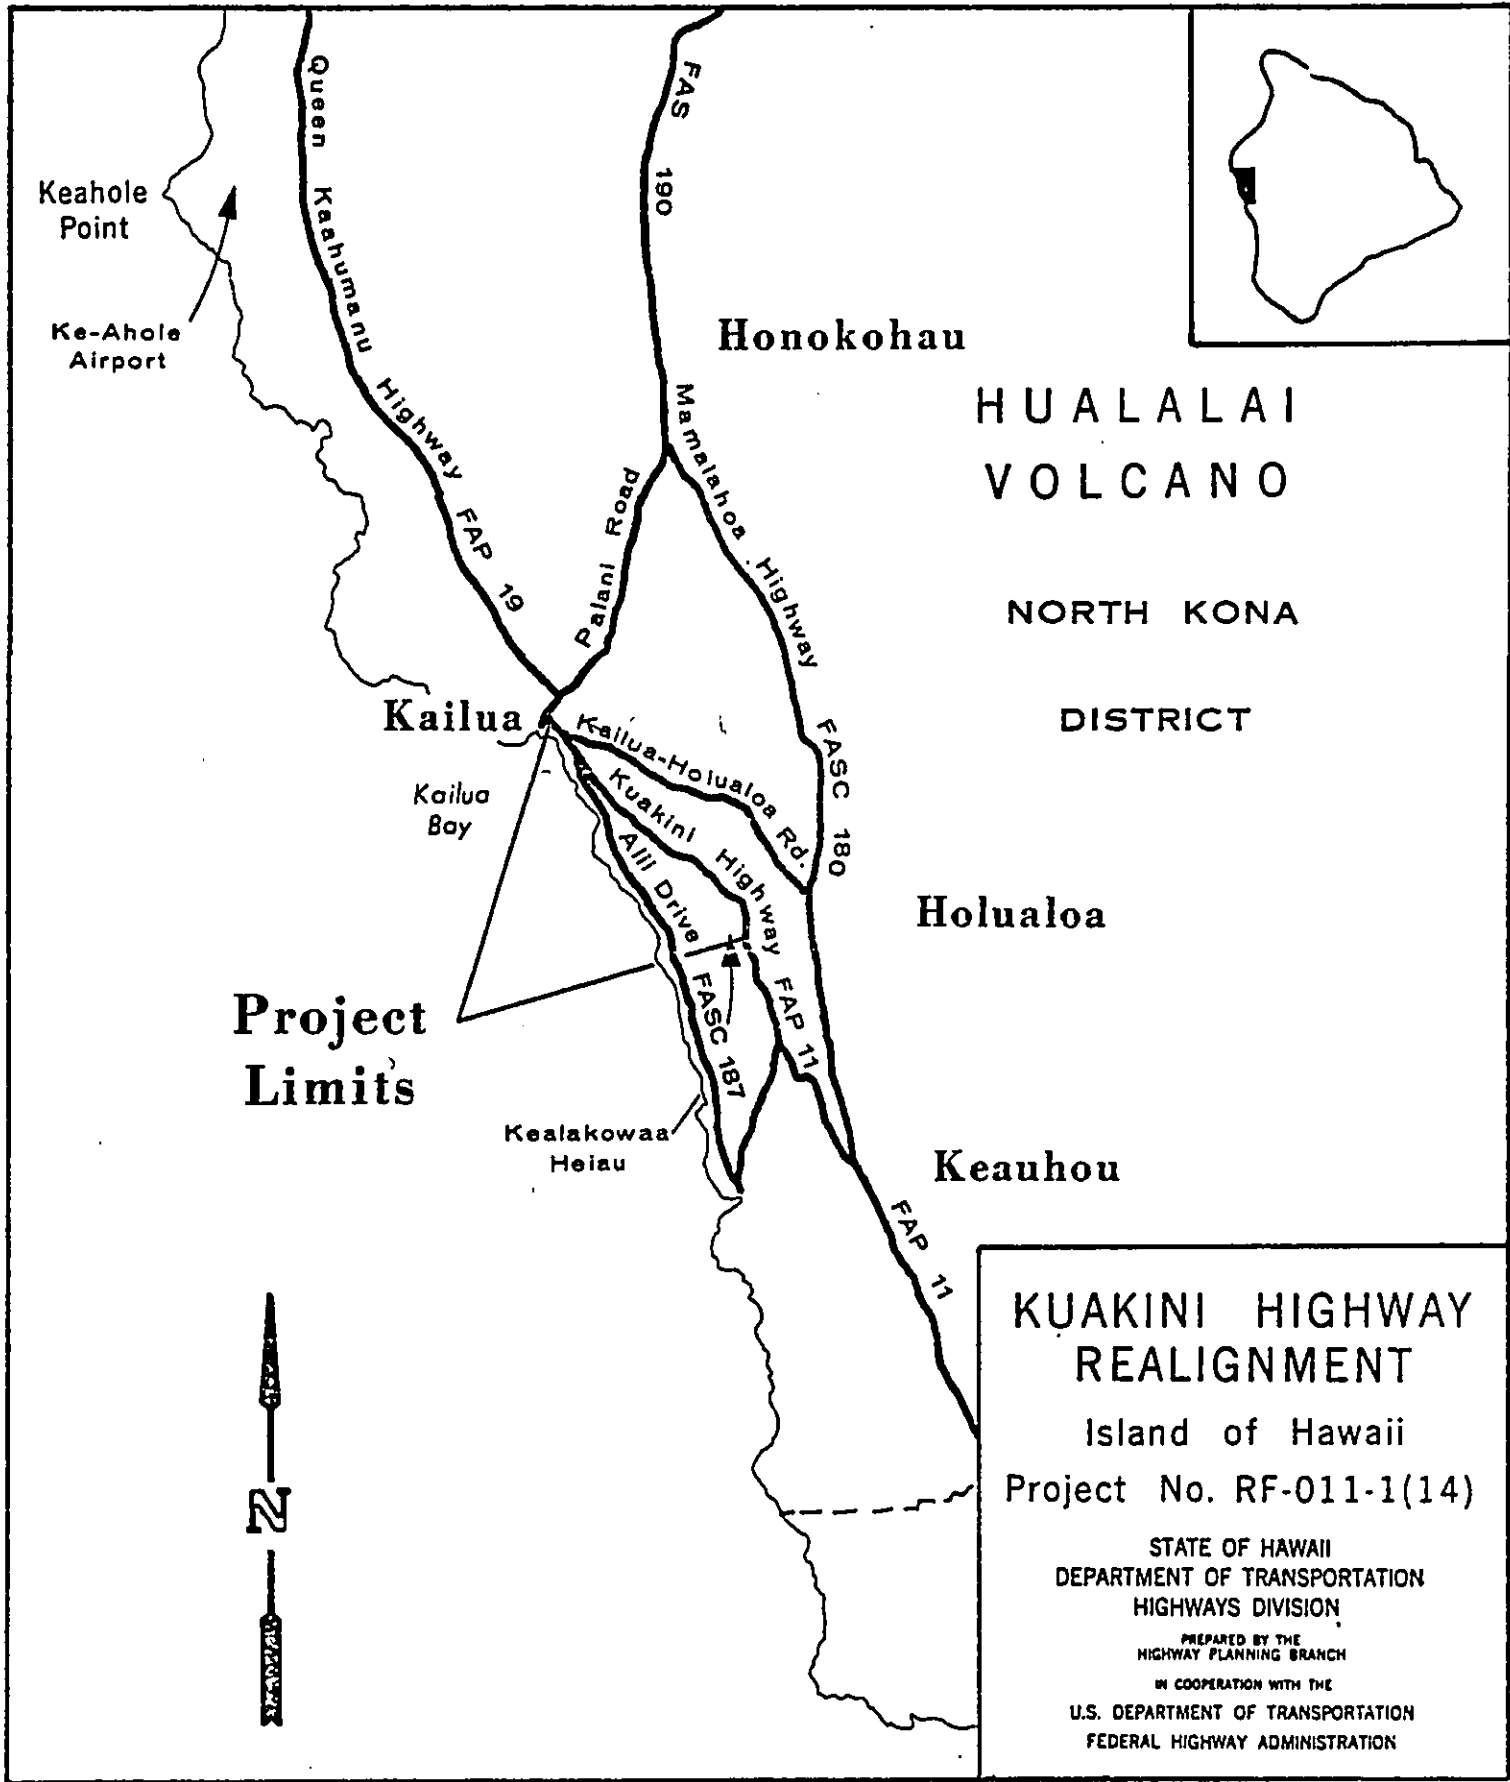 Queen Kaahumanu Highway FAP 19
FAS 190
Keahole
Point
Ke-Ahole
Airport
Honokohau
HUALALAI
VOLCANO
NORTH KONA
DISTRICT
Mamalahoa Highway FASC 180
Palani Road
Kailua
Kailua-Holualoa Rd.
Kailua
Bay
Kuakini Highway FAP 11
Alii Drive FASC 187
Holualoa
Project
Limits
Kealakowaa
Heiau
Keauhou
FAP 11
N
KUAKINI HIGHWAY
REALIGNMENT
Island of Hawaii
Project No. RF-011-1(14)
STATE OF HAWAII
DEPARTMENT OF TRANSPORTATION
HIGHWAYS DIVISION
PREPARED BY THE
HIGHWAY PLANNING BRANCH
IN COOPERATION WITH THE
U.S. DEPARTMENT OF TRANSPORTATION
FEDERAL HIGHWAY ADMINISTRATION